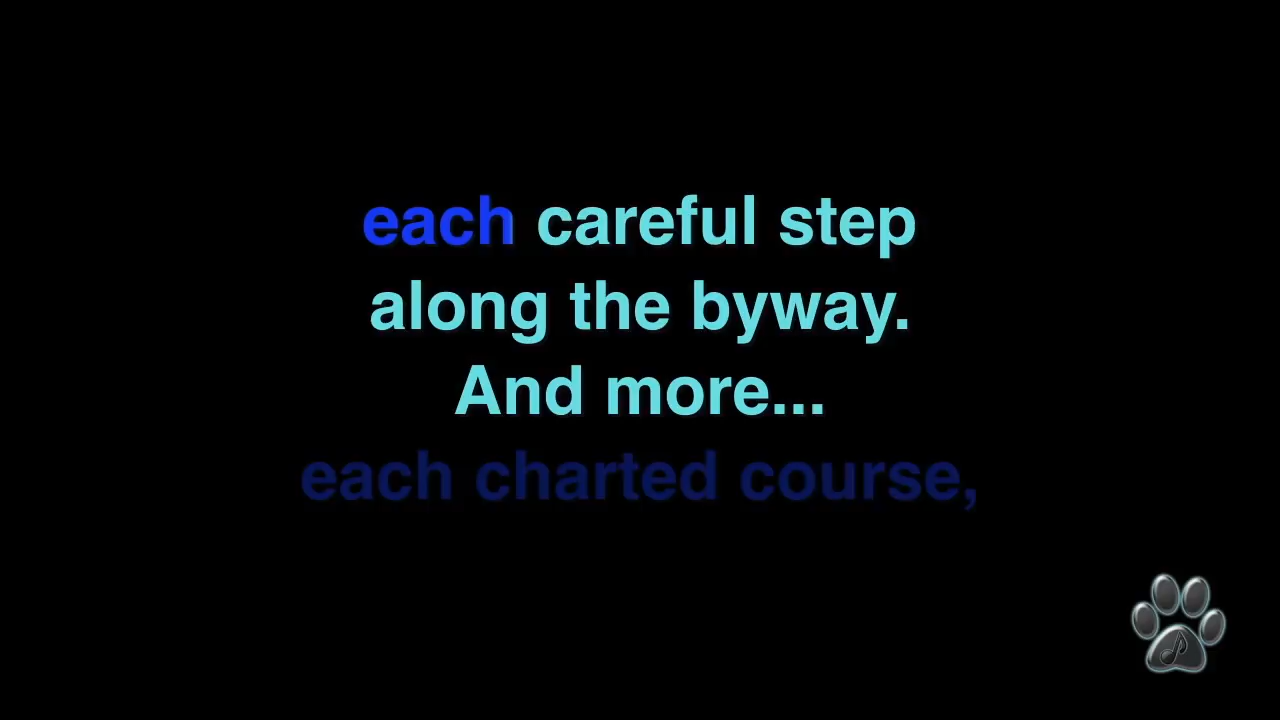 each careful step
along the byway.
And more...
each charted course,